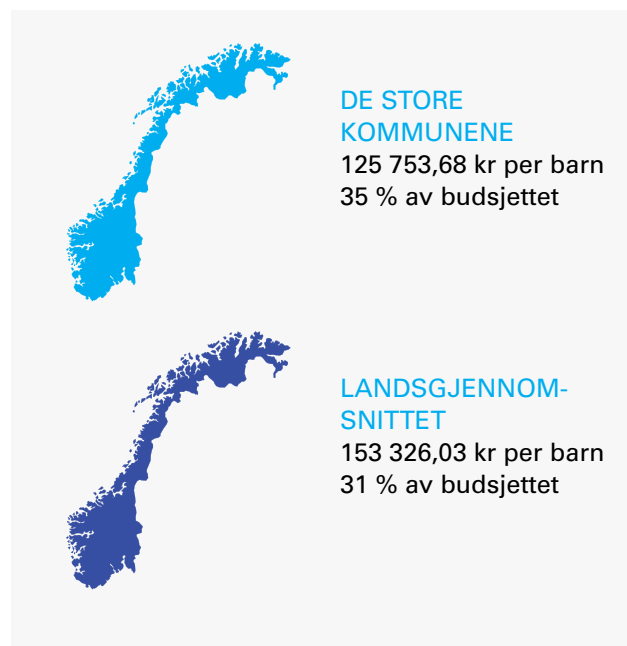 DE STORE
KOMMUNENE
125 753,68 kr per barn
35 % av budsjettet
LANDSGJENNOM-
SNITTET
153 326,03 kr per barn
31 % av budsjettet